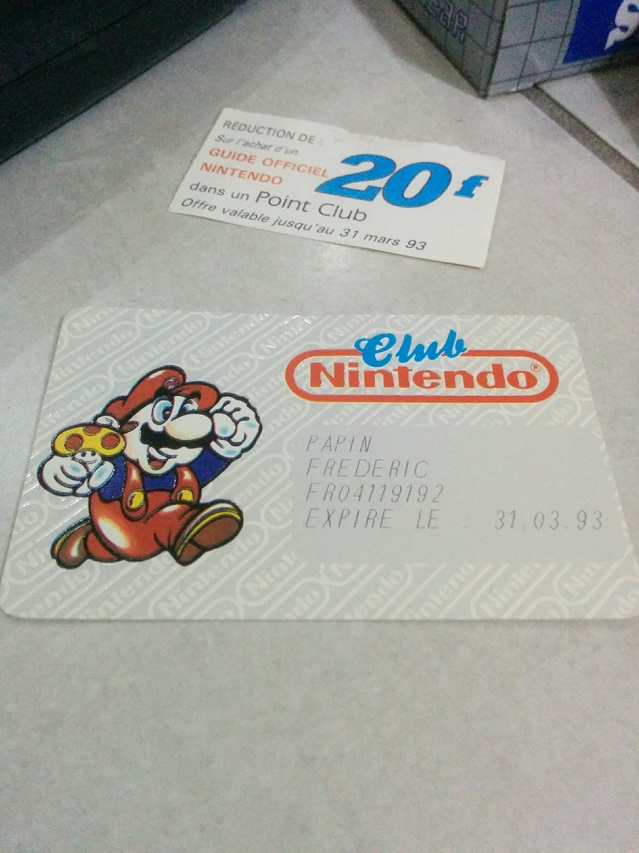 RÉDUCTION DE :
Sur l'achat d'un
GUIDE OFFICIEL
NINTENDO
20f
dans un Point Club
Offre valable jusqu'au 31 mars 93
Club
Nintendo®
PAPIN
FREDERIC
FR04119192
EXPIRE LE : 31.03.93